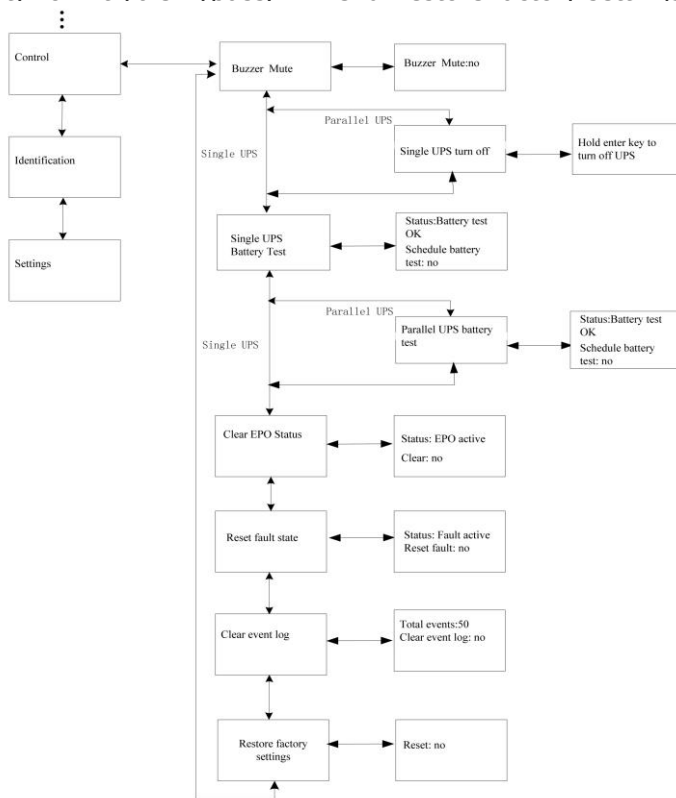 Control
Buzzer Mute
Buzzer Mute:no
Parallel UPS
Single UPS
Single UPS turn off
Hold enter key to
turn off UPS
Identification
Single UPS
Battery Test
Status:Battery test
OK
Schedule battery
test: no
Settings
Parallel UPS
Single UPS
Parallel UPS battery
test
Status:Battery test
OK
Schedule battery
test: no
Clear EPO Status
Status: EPO active
Clear: no
Reset fault state
Status: Fault active
Reset fault: no
Clear event log
Total events:50
Clear event log: no
Restore factory
settings
Reset: no